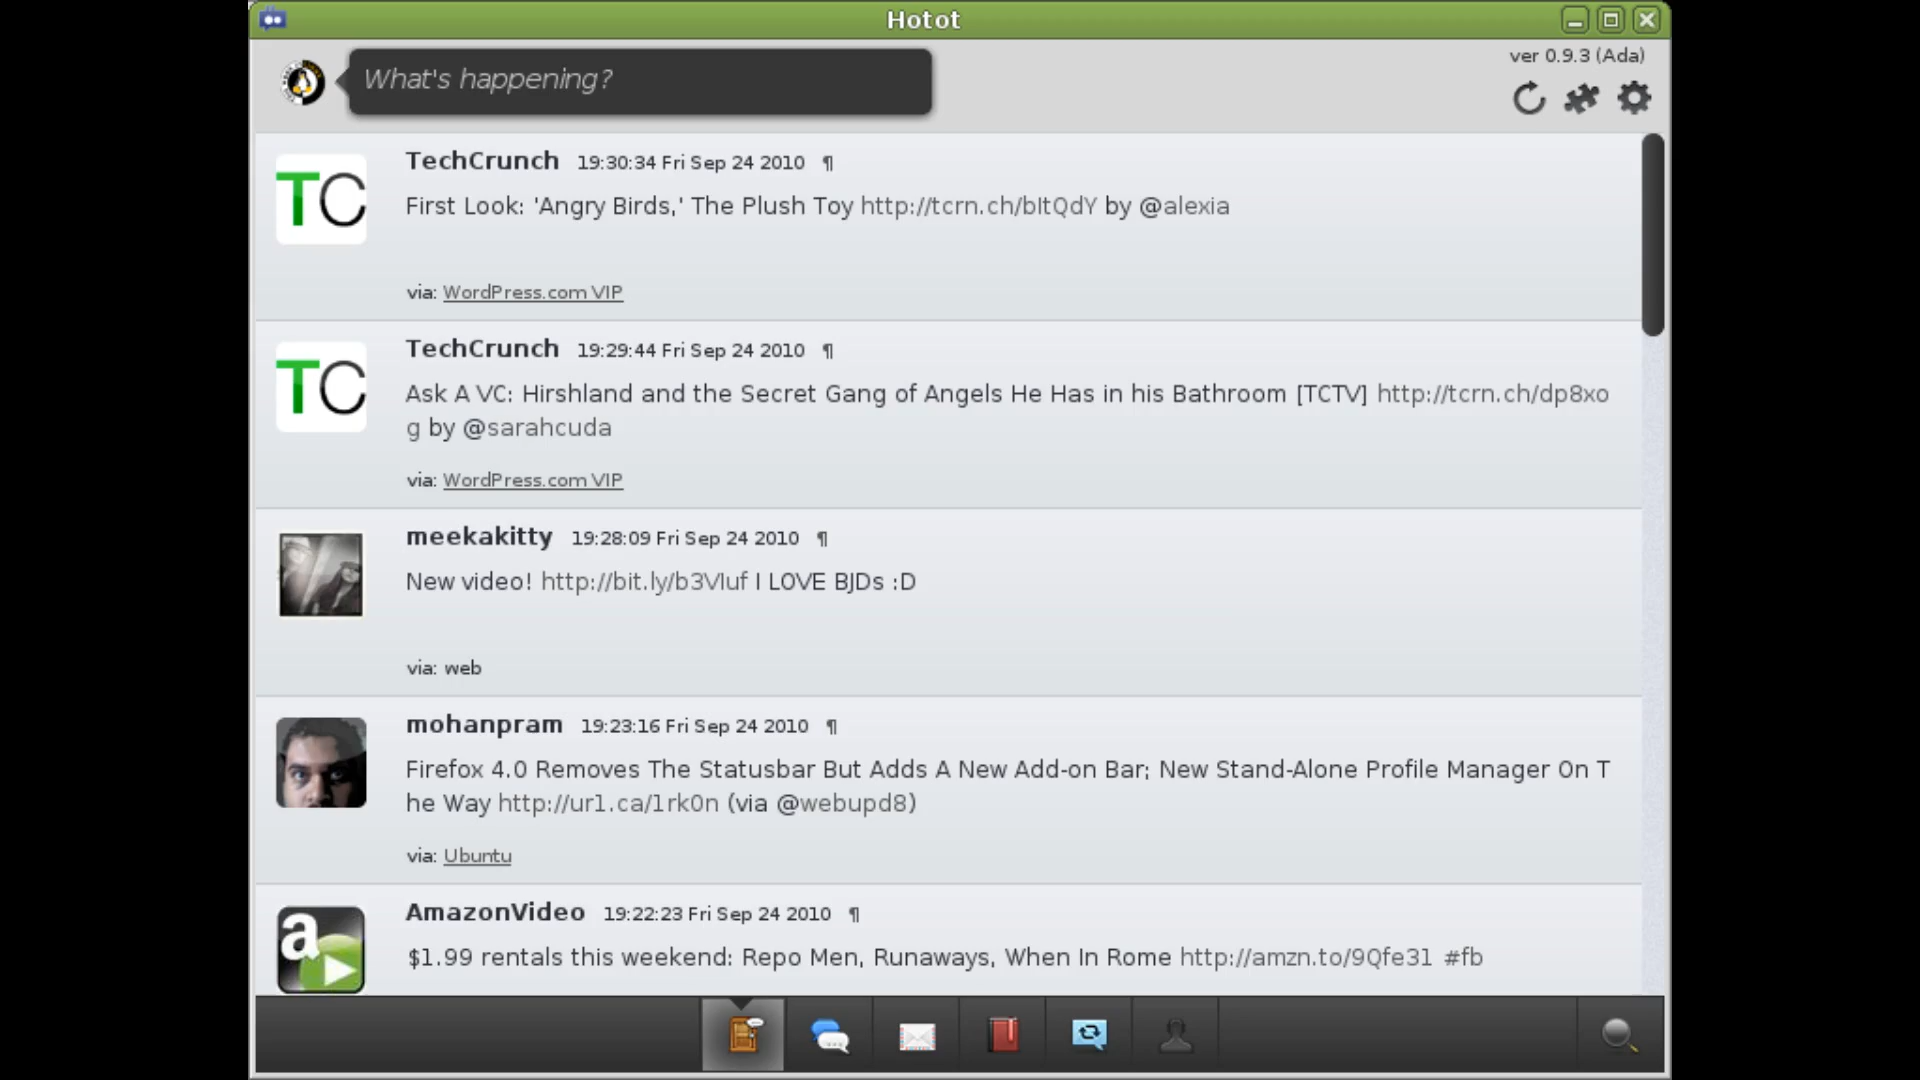 Hotot
ver 0.9.3 (Ada)
What's happening?
TC
TechCrunch 19:30:34 Fri Sep 24 2010 ¶
First Look: 'Angry Birds,' The Plush Toy http://tcrn.ch/bItQdY by @alexia
via: WordPress.com VIP
TC
TechCrunch 19:29:44 Fri Sep 24 2010 ¶
Ask A VC: Hirshland and the Secret Gang of Angels He Has in his Bathroom [TCTV] http://tcrn.ch/dp8xo
g by @sarahcuda
via: WordPress.com VIP
meekakitty 19:28:09 Fri Sep 24 2010 ¶
New video! http://bit.ly/b3VIuf I LOVE BJDs :D
via: web
mohanpram 19:23:16 Fri Sep 24 2010 ¶
Firefox 4.0 Removes The Statusbar But Adds A New Add-on Bar; New Stand-Alone Profile Manager On T
he Way http://ur1.ca/1rk0n (via @webupd8)
via: Ubuntu
a
AmazonVideo 19:22:23 Fri Sep 24 2010 ¶
$1.99 rentals this weekend: Repo Men, Runaways, When In Rome http://amzn.to/9Qfe31 #fb